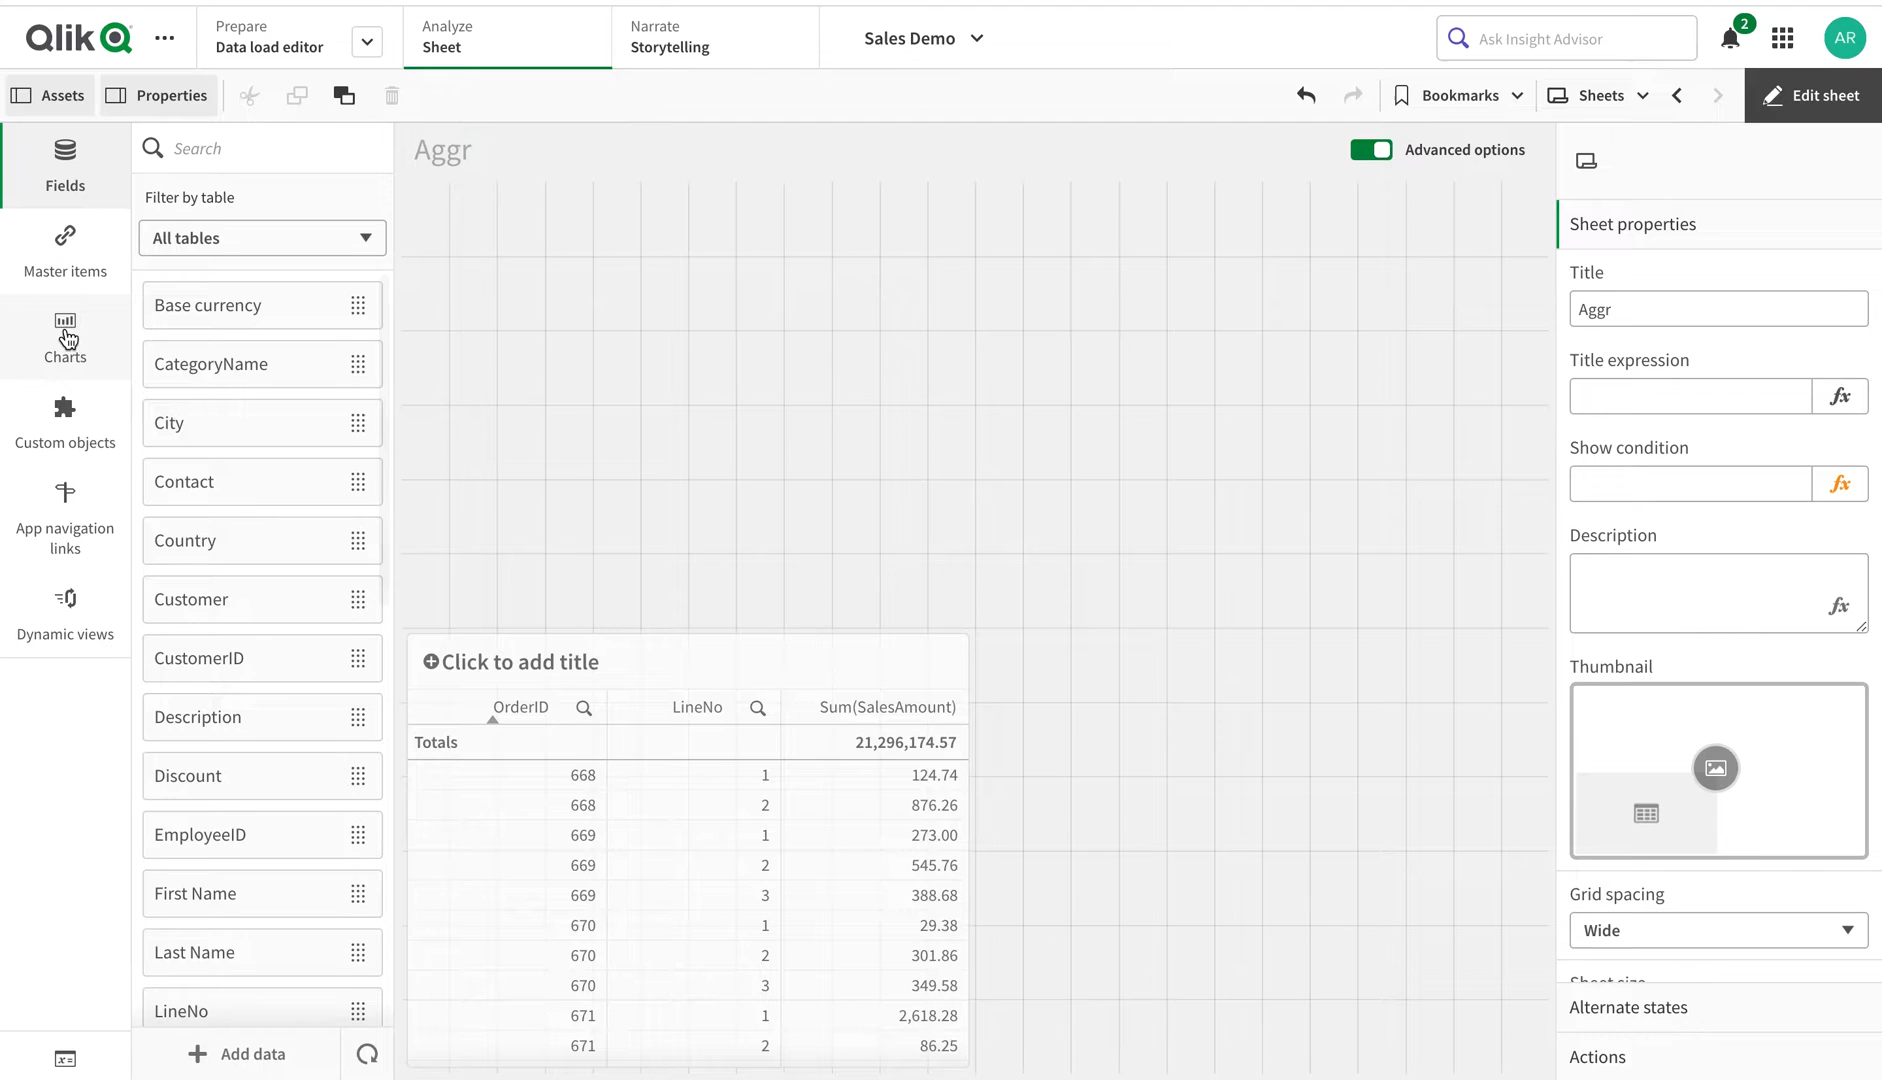 Qlik
Prepare
Data load editor
Analyze
Sheet
Narrate
Storytelling
Sales Demo
Ask Insight Advisor
2
AR
Assets
Properties
Bookmarks
Sheets
Edit sheet
Fields
Master items
Charts
Custom objects
App navigation
links
Dynamic views
Search
Filter by table
All tables
Base currency
CategoryName
City
Contact
Country
Customer
CustomerID
Description
Discount
EmployeeID
First Name
Last Name
LineNo
Add data
Aggr
Advanced options
Click to add title
OrderID LineNo Sum(SalesAmount)
Totals 21,296,174.57
668 1 124.74
668 2 876.26
669 1 273.00
669 2 545.76
669 3 388.68
670 1 29.38
670 2 301.86
670 3 349.58
671 1 2,618.28
671 2 86.25
Sheet properties
Title
Aggr
Title expression
fx
Show condition
fx
Description
fx
Thumbnail
Grid spacing
Wide
Sheet size
Alternate states
Actions